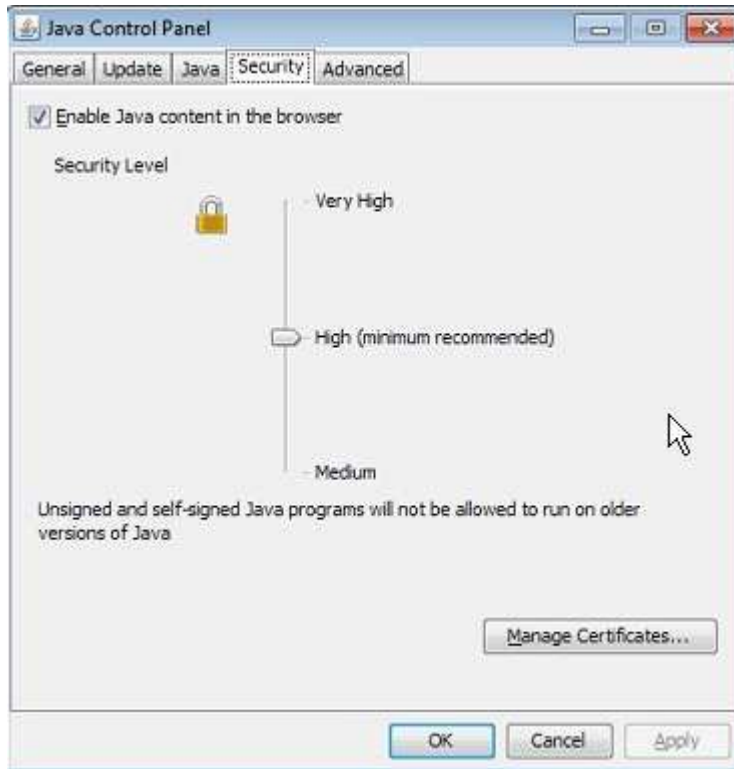 Java Control Panel
General Update Java Security Advanced
Enable Java content in the browser
Security Level
Very High
High (minimum recommended)
Medium
Unsigned and self-signed Java programs will not be allowed to run on older
versions of Java
Manage Certificates...
OK Cancel Apply